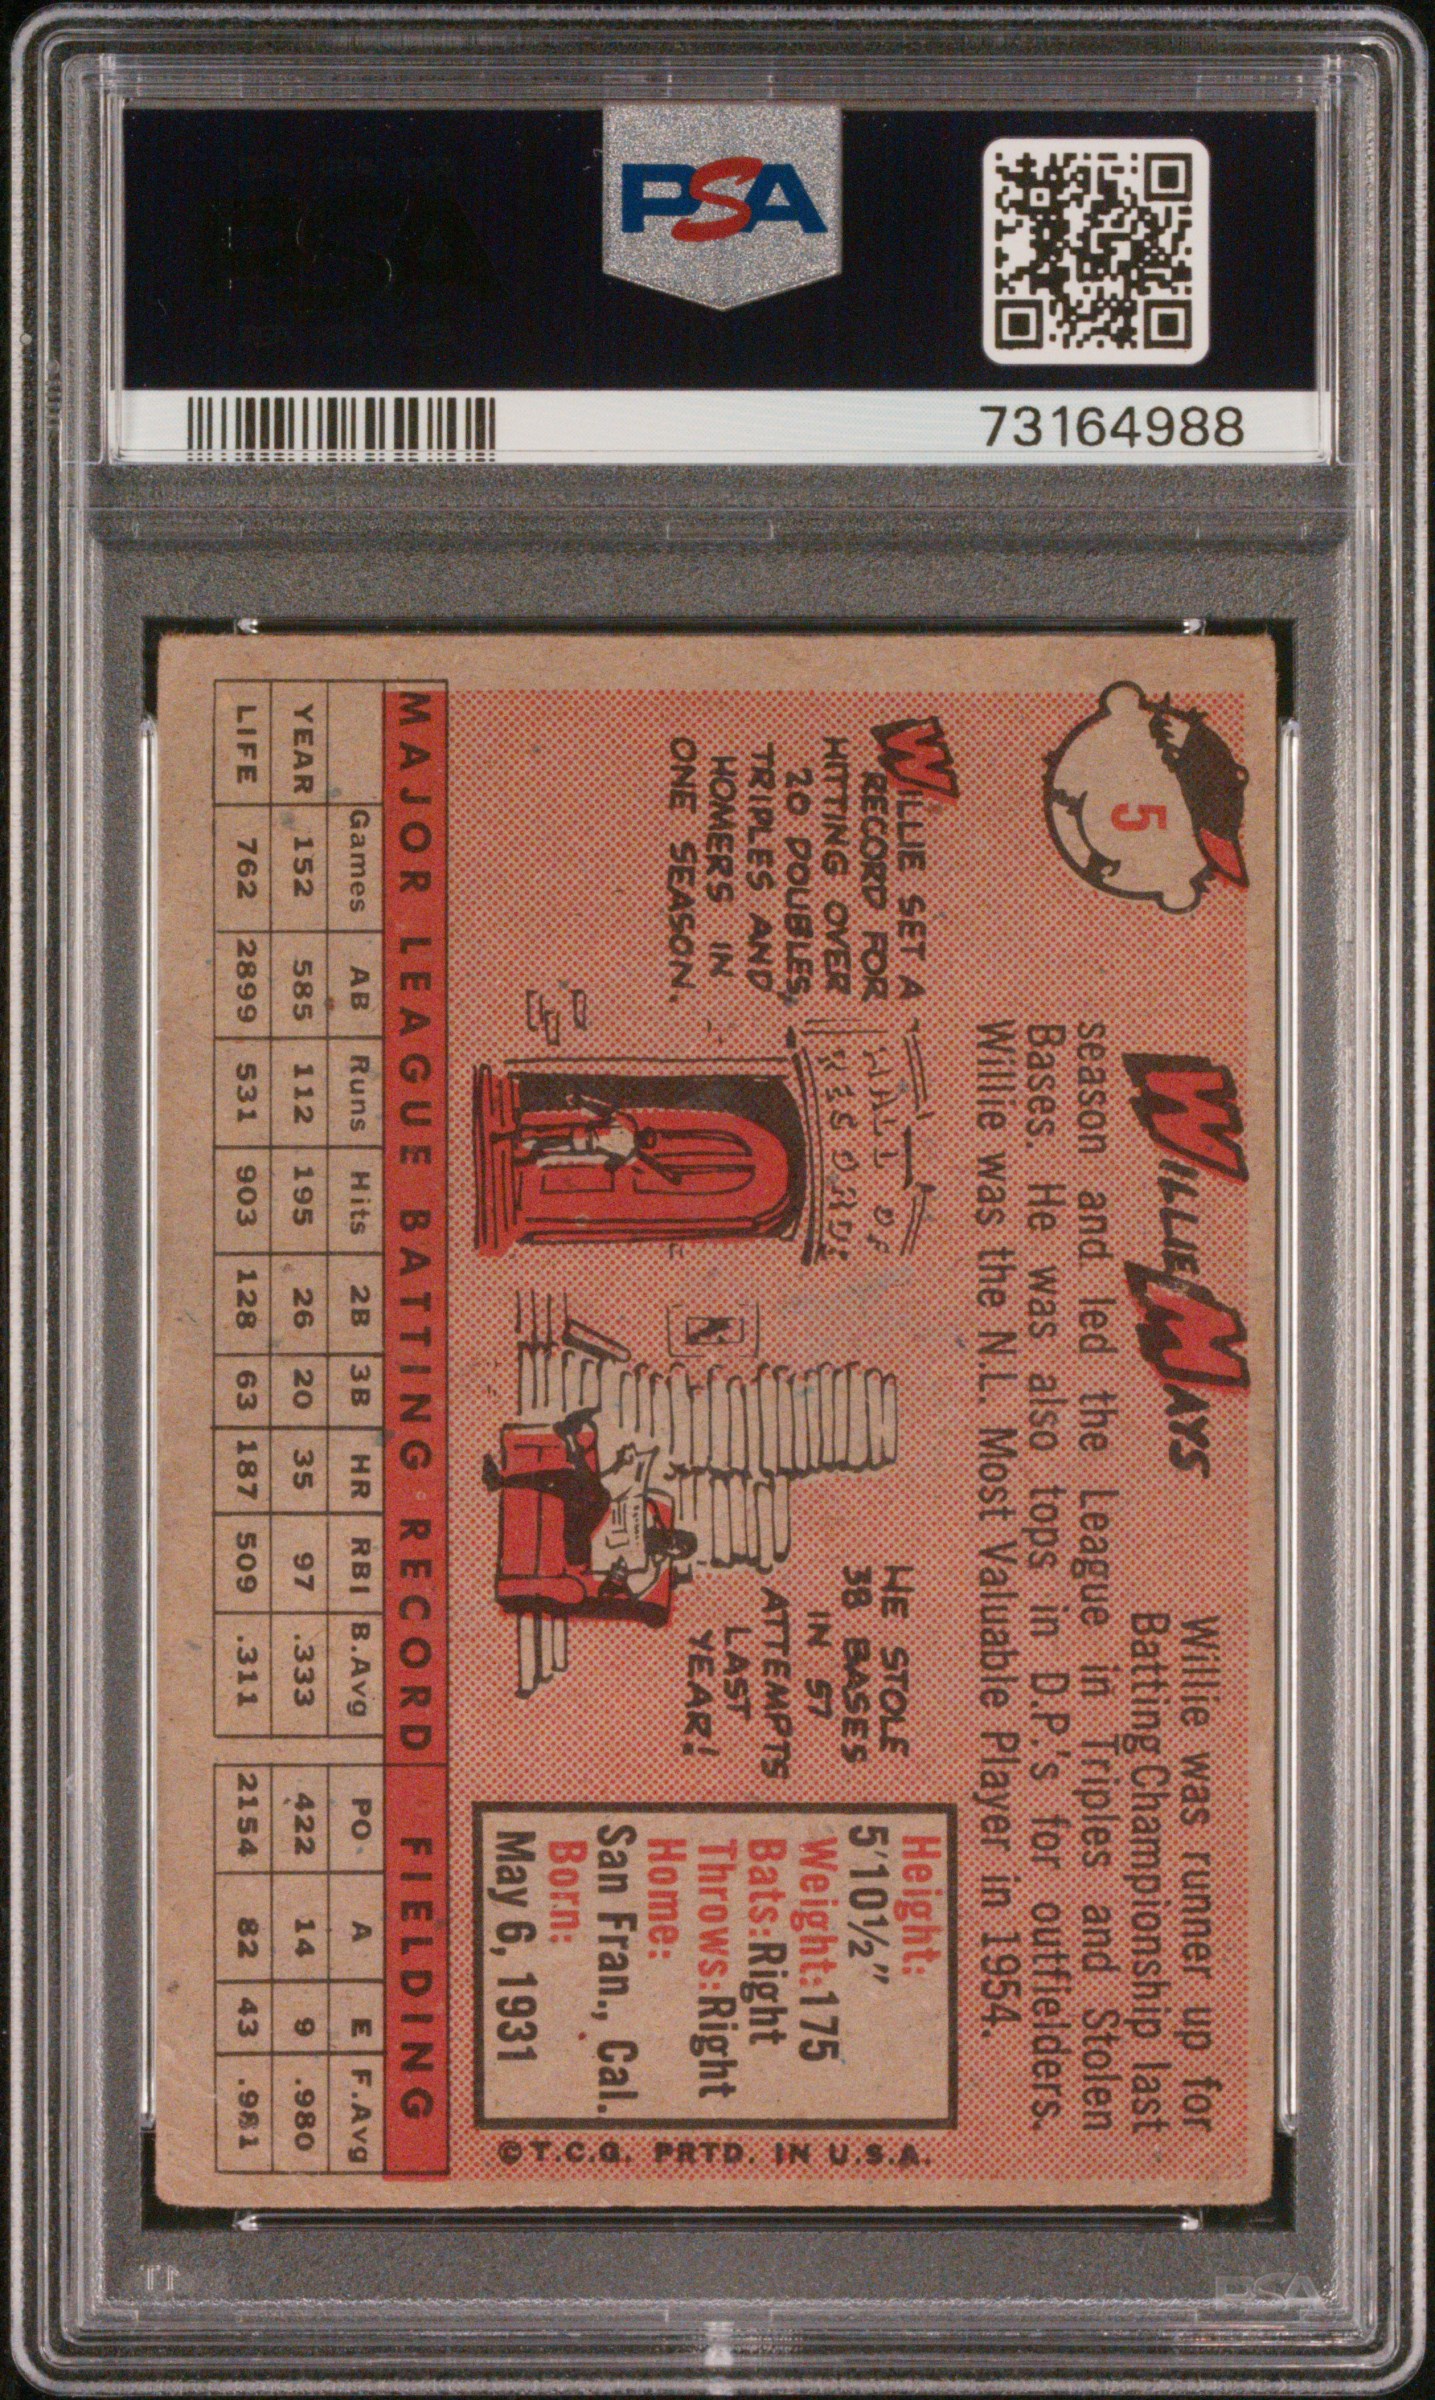 PSA
73164988
5
WILLIE MAYS
Willie was runner up for
Batting Championship last
season and led the League in Triples and Stolen
Bases. He was also tops in D.P.'s for outfielders.
Willie was the N.L. Most Valuable Player in 1954.
WILLIE SET A
RECORD FOR
HITTING OVER
20 DOUBLES,
TRIPLES AND
HOMERS IN
ONE SEASON.
HALL OF
RECORDS
HE STOLE
38 BASES
IN 57
ATTEMPTS
LAST
YEAR!
Height:
5'10½"
Weight:175
Bats:Right
Throws:Right
Home:
San Fran., Cal.
Born:
May 6, 1931
© T.C.G. PRTD. IN U.S.A.
MAJOR LEAGUE BATTING RECORD FIELDING
Games AB Runs Hits 2B 3B HR RBI B.Avg PO A E F.Avg
YEAR 152 585 112 195 26 20 35 97 .333 422 14 9 .980
LIFE 762 2899 531 903 128 63 187 509 .311 2154 82 43 .981
PSA